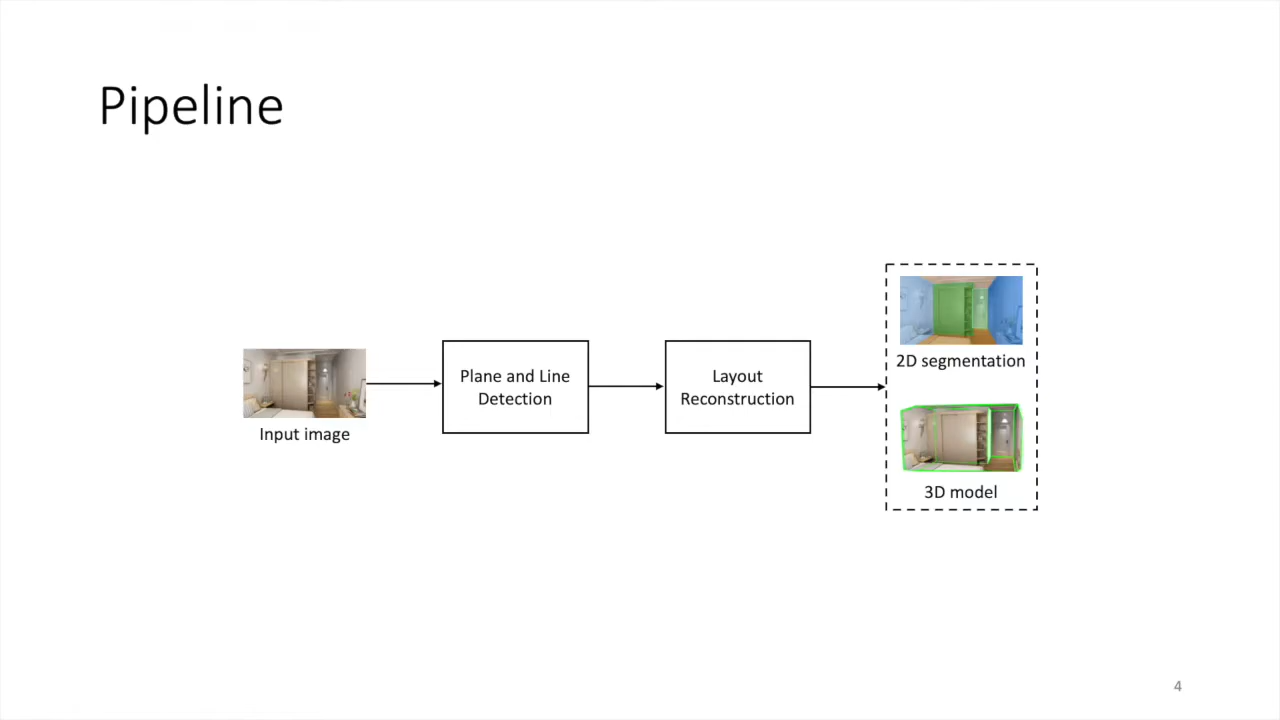 Pipeline
Input image
Plane and Line
Detection
Layout
Reconstruction
2D segmentation
3D model
4